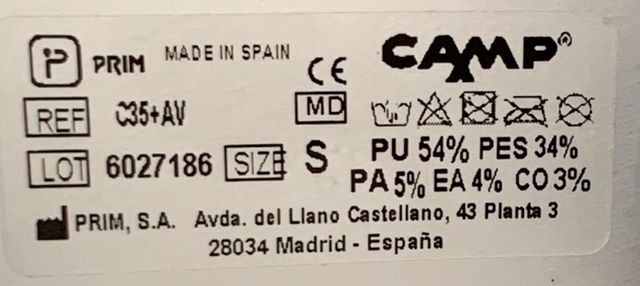 PRIM MADE IN SPAIN CE CAMP®
REF C35+AV MD
LOT 6027186 SIZE S PU 54% PES 34%
PA 5% EA 4% CO 3%
PRIM, S.A. Avda. del Llano Castellano, 43 Planta 3
28034 Madrid - España